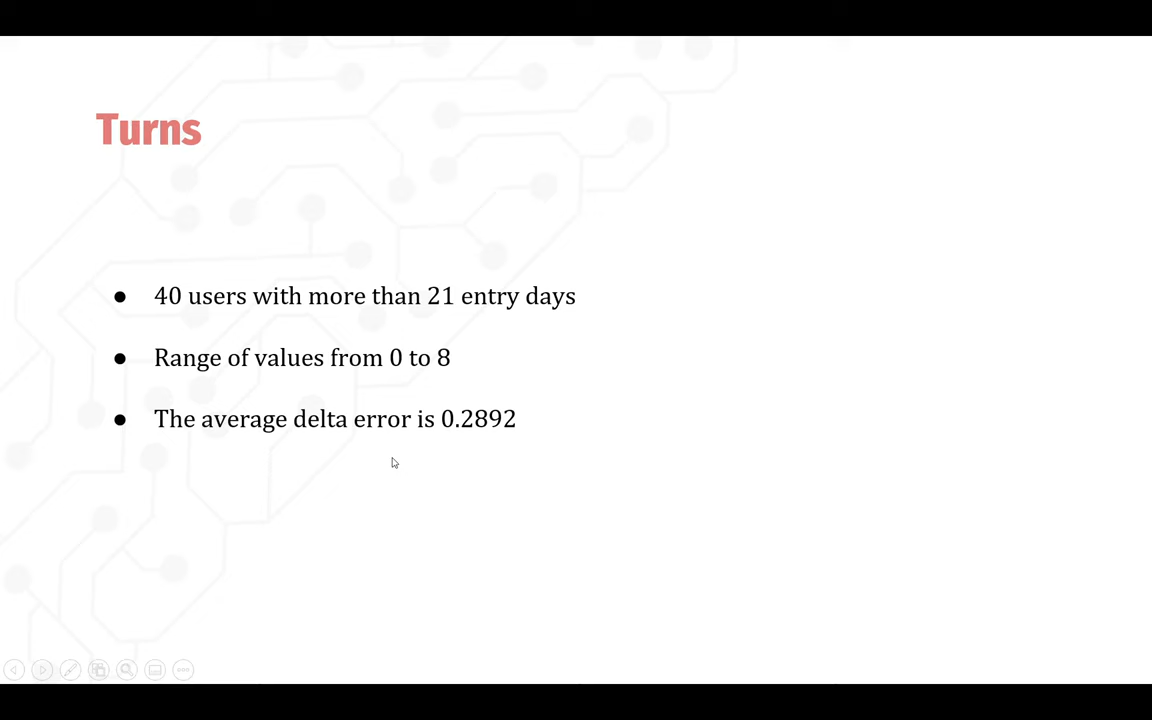 Turns
● 40 users with more than 21 entry days
● Range of values from 0 to 8
● The average delta error is 0.2892